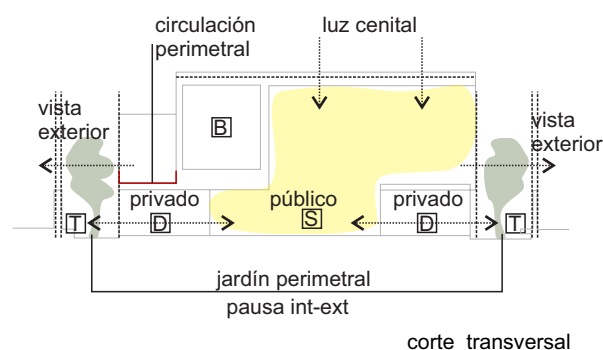 circulación
perimetral
luz cenital
vista
exterior
B
vista
exterior
privado
público
privado
T
D
S
D
T
jardín perimetral
pausa int-ext
corte transversal